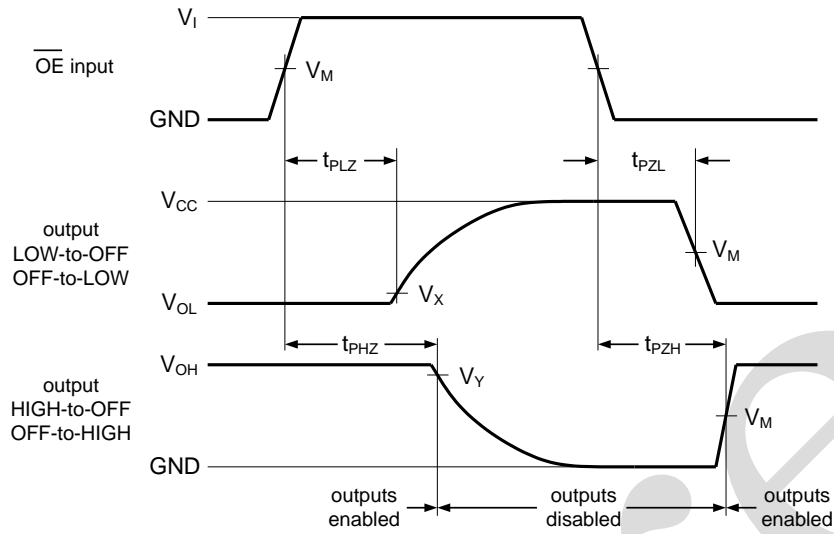 V_I
OE input
V_M
GND
t_PLZ
t_PZL
V_CC
output
LOW-to-OFF
OFF-to-LOW
V_M
V_X
V_OL
t_PHZ
t_PZH
V_OH
V_Y
output
HIGH-to-OFF
OFF-to-HIGH
V_M
GND
outputs
enabled
outputs
disabled
outputs
enabled